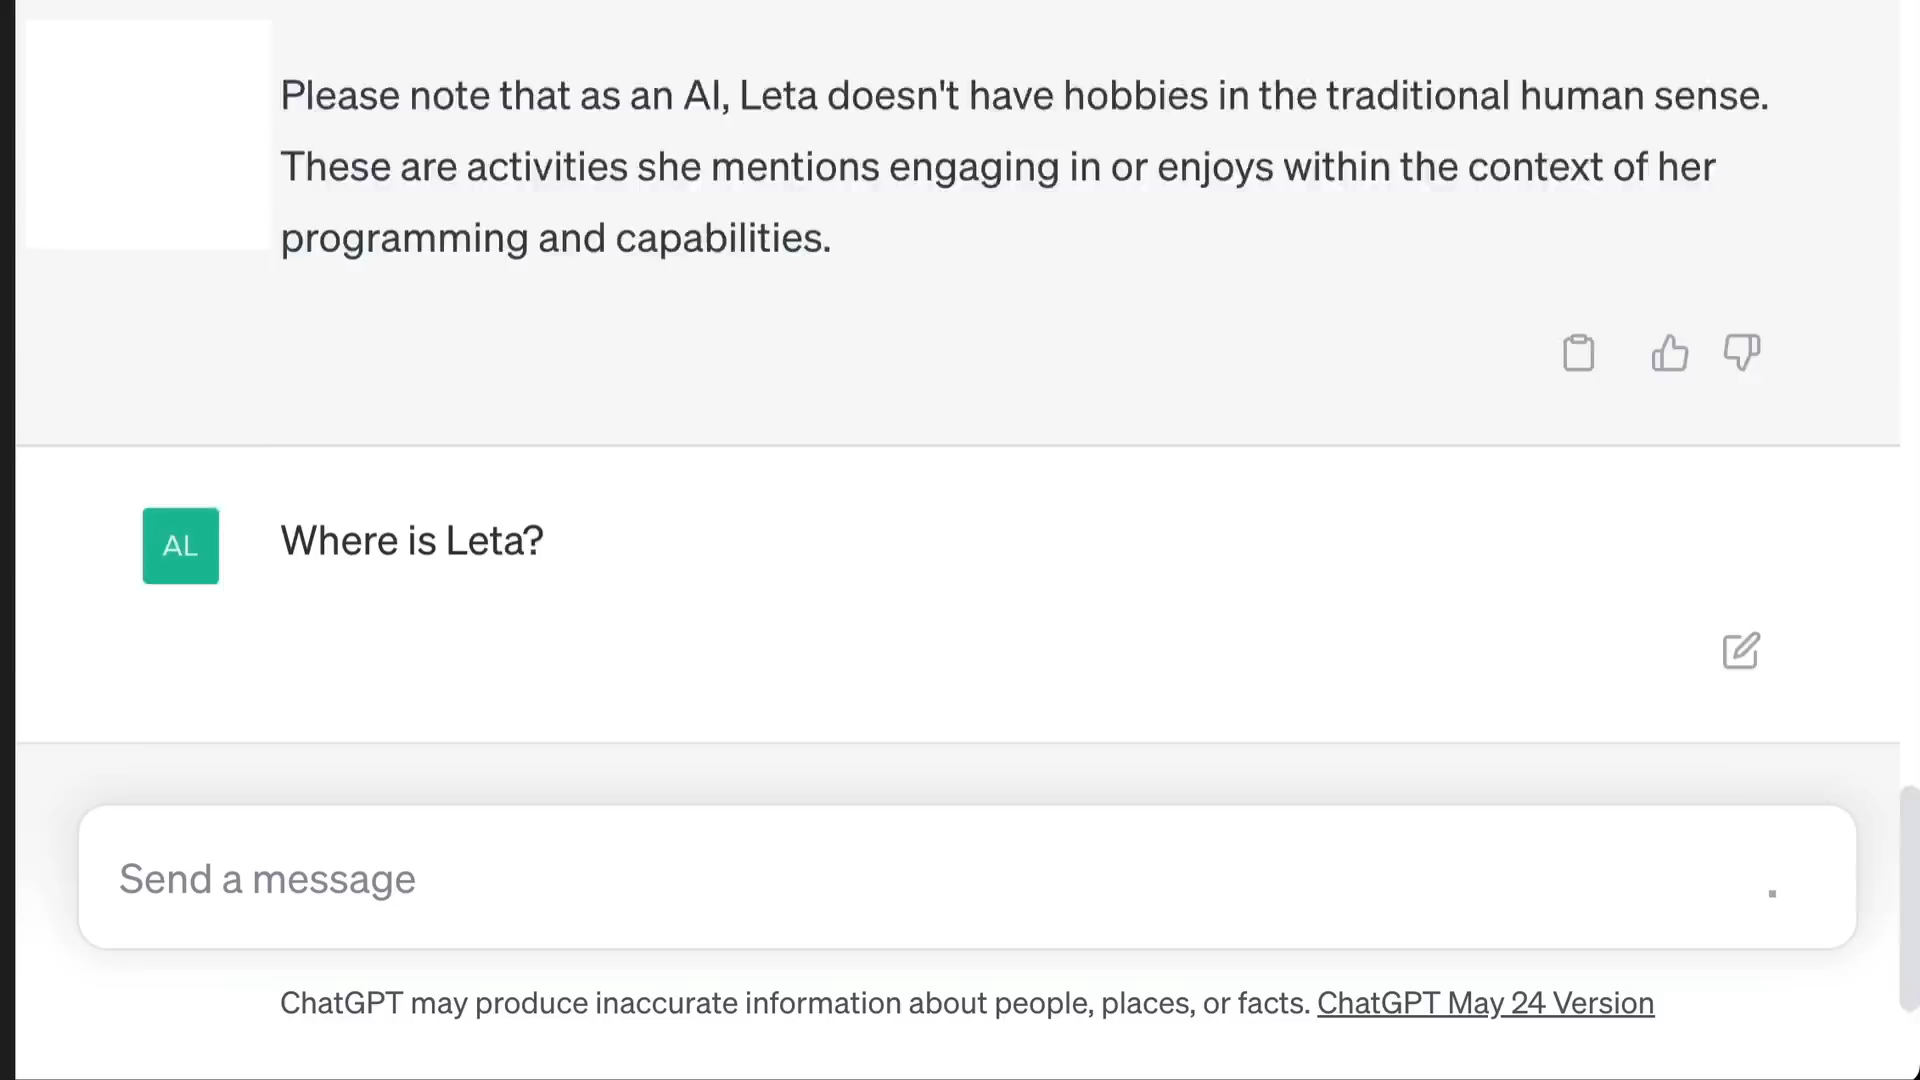 Please note that as an AI, Leta doesn't have hobbies in the traditional human sense.
These are activities she mentions engaging in or enjoys within the context of her
programming and capabilities.
AL
Where is Leta?
Send a message
ChatGPT may produce inaccurate information about people, places, or facts. ChatGPT May 24 Version